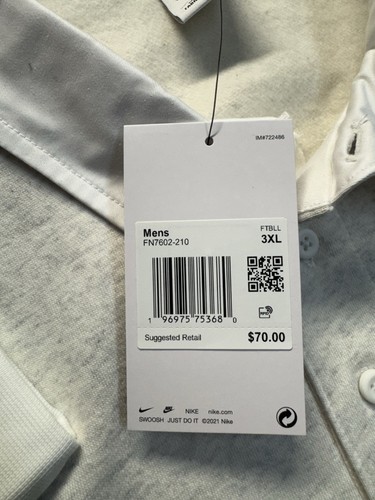 IM#722486
Mens
FTBLL
FN7602-210
3XL
1 96975 75368 0
Suggested Retail
$70.00
NIKE nike.com
SWOOSH JUST DO IT ©2021 Nike